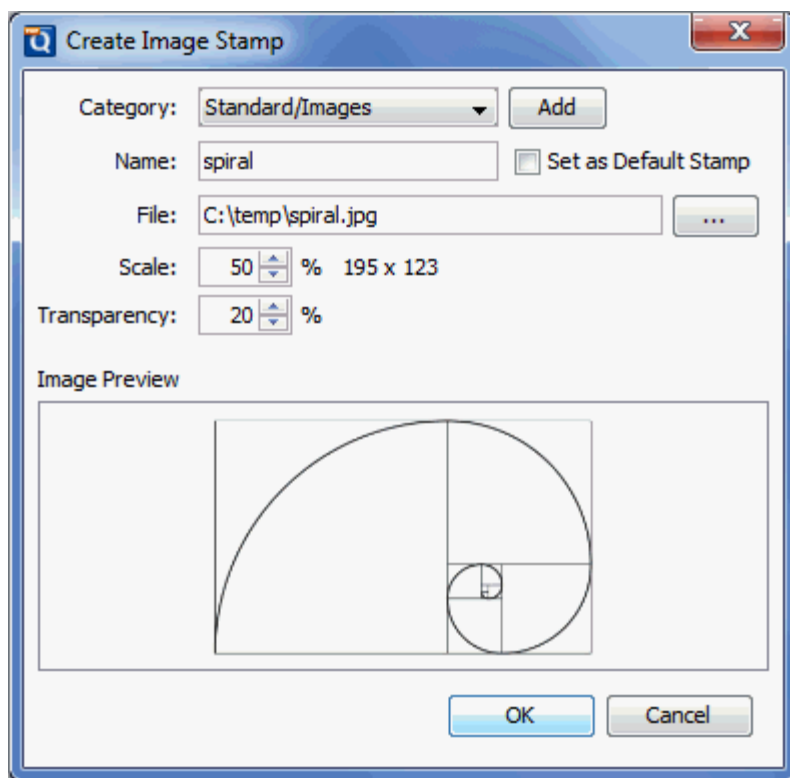 Create Image Stamp
Category: Standard/Images Add
Name: spiral Set as Default Stamp
File: C:\temp\spiral.jpg ...
Scale: 50 % 195 x 123
Transparency: 20 %
Image Preview
OK Cancel